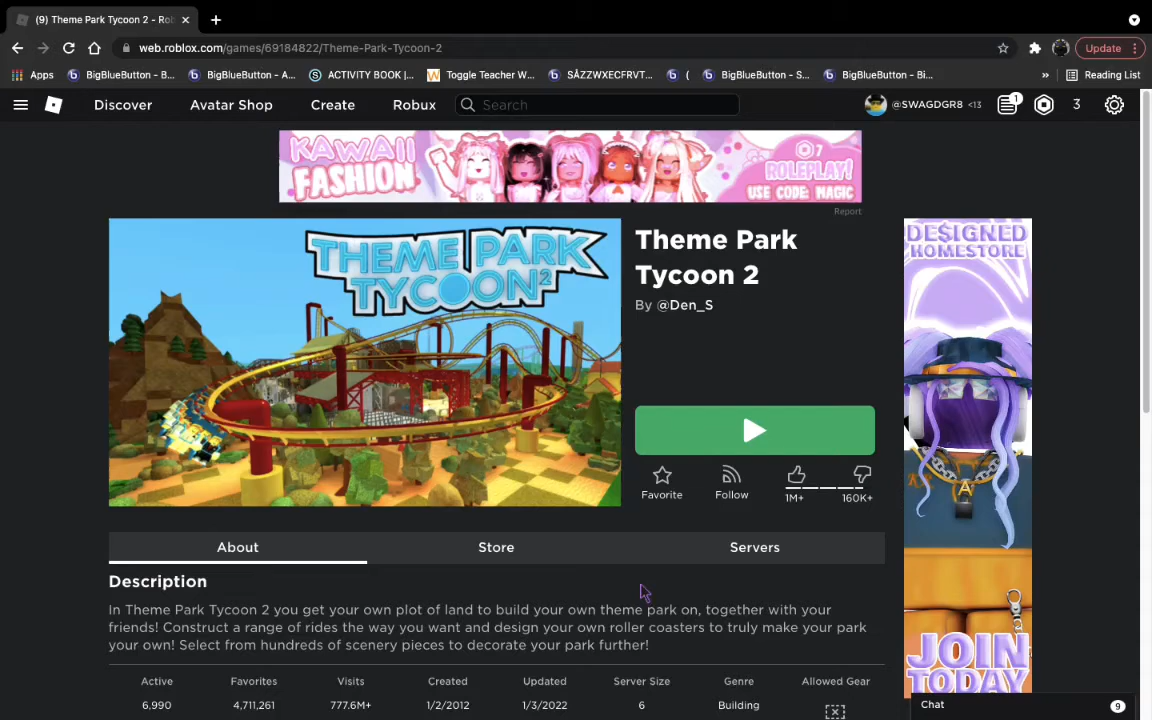 (9) Theme Park Tycoon 2 - Rob
web.roblox.com/games/69184822/Theme-Park-Tycoon-2
Update
Apps
BigBlueButton - B...
BigBlueButton - A...
ACTIVITY BOOK |...
Toggle Teacher W...
SÅZZWXECFRVT...
(
BigBlueButton - S...
BigBlueButton - Bi...
»
Reading List
Discover
Avatar Shop
Create
Robux
Search
@SWAGDGR8 <13
1
3
KAWAII
FASHION
7
ROLEPLAY!
USE CODE: MAGIC
Report
THEME PARK
TYCOON 2
Theme Park
Tycoon 2
By @Den_S
DESIGNED
HOMESTORE
A
JOIN
TODAY
Favorite
Follow
1M+
160K+
About
Store
Servers
Description
In Theme Park Tycoon 2 you get your own plot of land to build your own theme park on, together with your
friends! Construct a range of rides the way you want and design your own roller coasters to truly make your park
your own! Select from hundreds of scenery pieces to decorate your park further!
Active
Favorites
Visits
Created
Updated
Server Size
Genre
Allowed Gear
6,990
4,711,261
777.6M+
1/2/2012
1/3/2022
6
Building
Chat
9